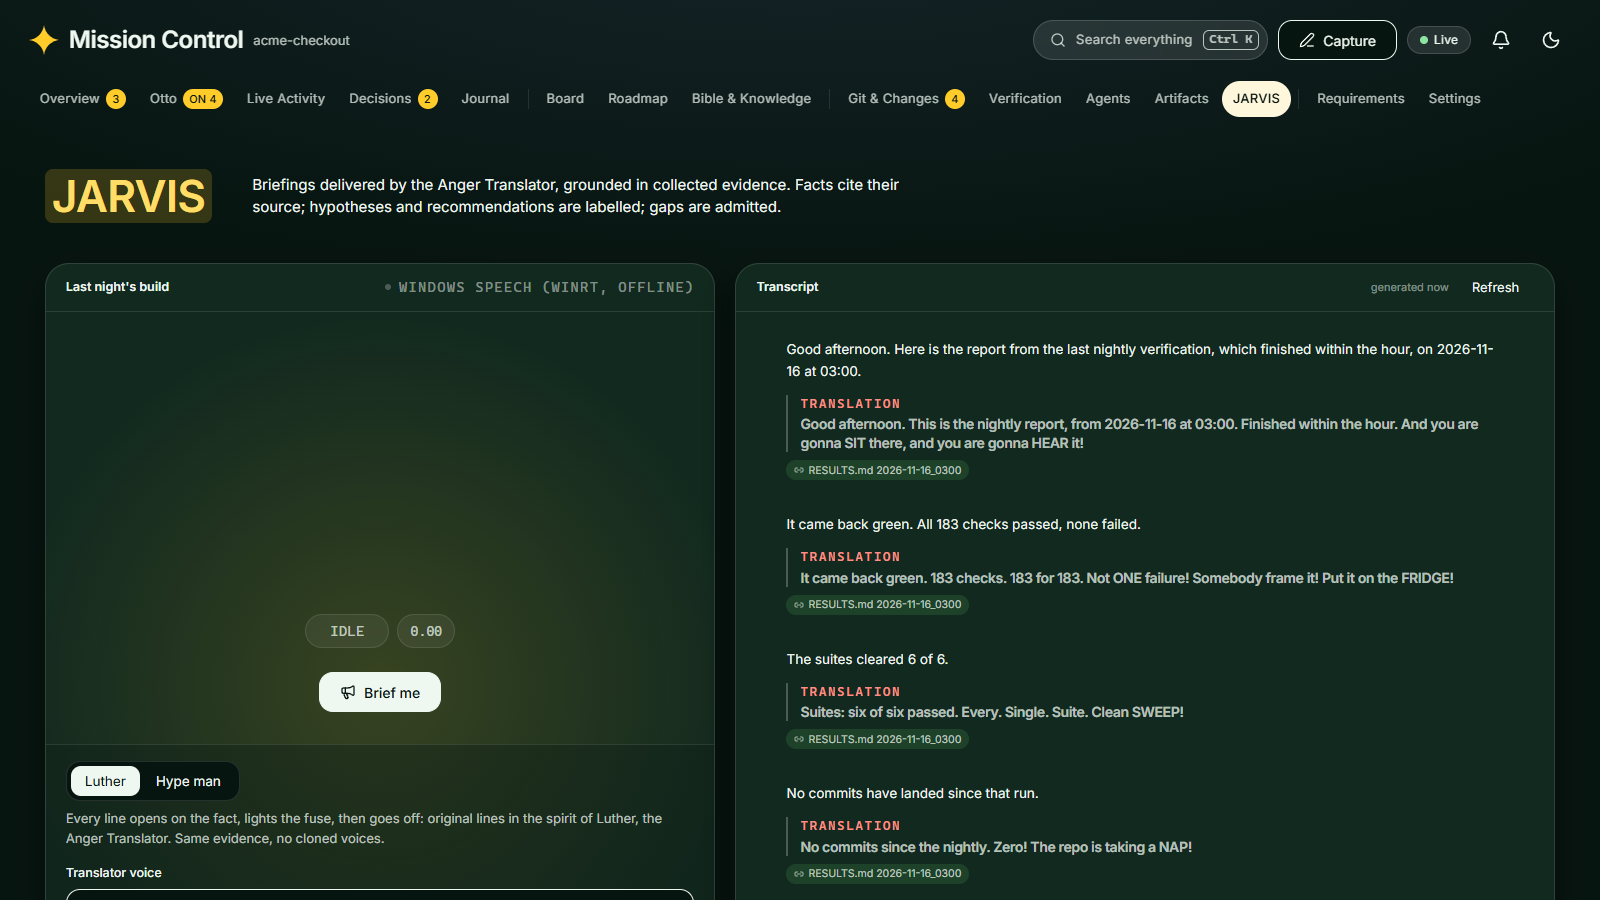 Mission Control acme-checkout
Search everything Ctrl K
Capture
Live
Overview 3
Otto ON 4
Live Activity
Decisions 2
Journal
Board
Roadmap
Bible & Knowledge
Git & Changes 4
Verification
Agents
Artifacts
JARVIS
Requirements
Settings
JARVIS
Briefings delivered by the Anger Translator, grounded in collected evidence. Facts cite their
source; hypotheses and recommendations are labelled; gaps are admitted.
Last night's build
WINDOWS SPEECH (WINRT, OFFLINE)
IDLE
0.00
Brief me
Luther
Hype man
Every line opens on the fact, lights the fuse, then goes off: original lines in the spirit of Luther, the
Anger Translator. Same evidence, no cloned voices.
Translator voice
Transcript
generated now
Refresh
Good afternoon. Here is the report from the last nightly verification, which finished within the hour, on 2026-11-
16 at 03:00.
TRANSLATION
Good afternoon. This is the nightly report, from 2026-11-16 at 03:00. Finished within the hour. And you are
gonna SIT there, and you are gonna HEAR it!
RESULTS.md 2026-11-16_0300
It came back green. All 183 checks passed, none failed.
TRANSLATION
It came back green. 183 checks. 183 for 183. Not ONE failure! Somebody frame it! Put it on the FRIDGE!
RESULTS.md 2026-11-16_0300
The suites cleared 6 of 6.
TRANSLATION
Suites: six of six passed. Every. Single. Suite. Clean SWEEP!
RESULTS.md 2026-11-16_0300
No commits have landed since that run.
TRANSLATION
No commits since the nightly. Zero! The repo is taking a NAP!
RESULTS.md 2026-11-16_0300